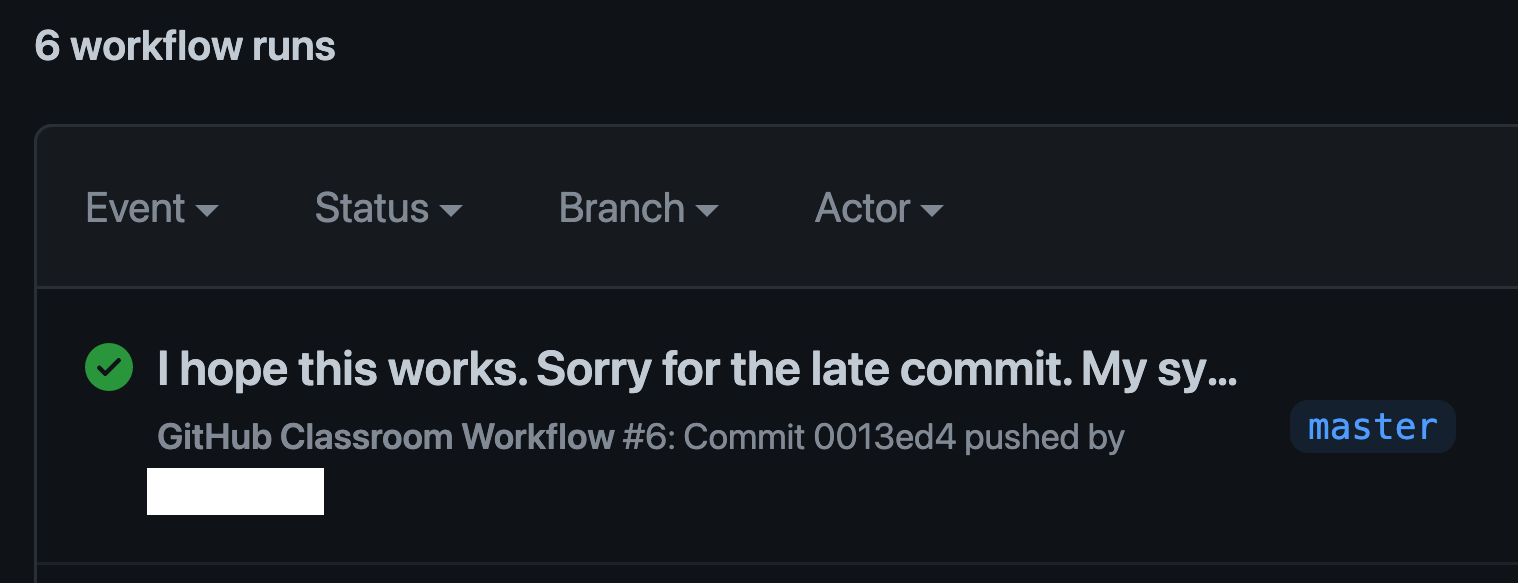 6 workflow runs
Event Status Branch Actor
I hope this works. Sorry for the late commit. My sy...
GitHub Classroom Workflow #6: Commit 0013ed4 pushed by
master